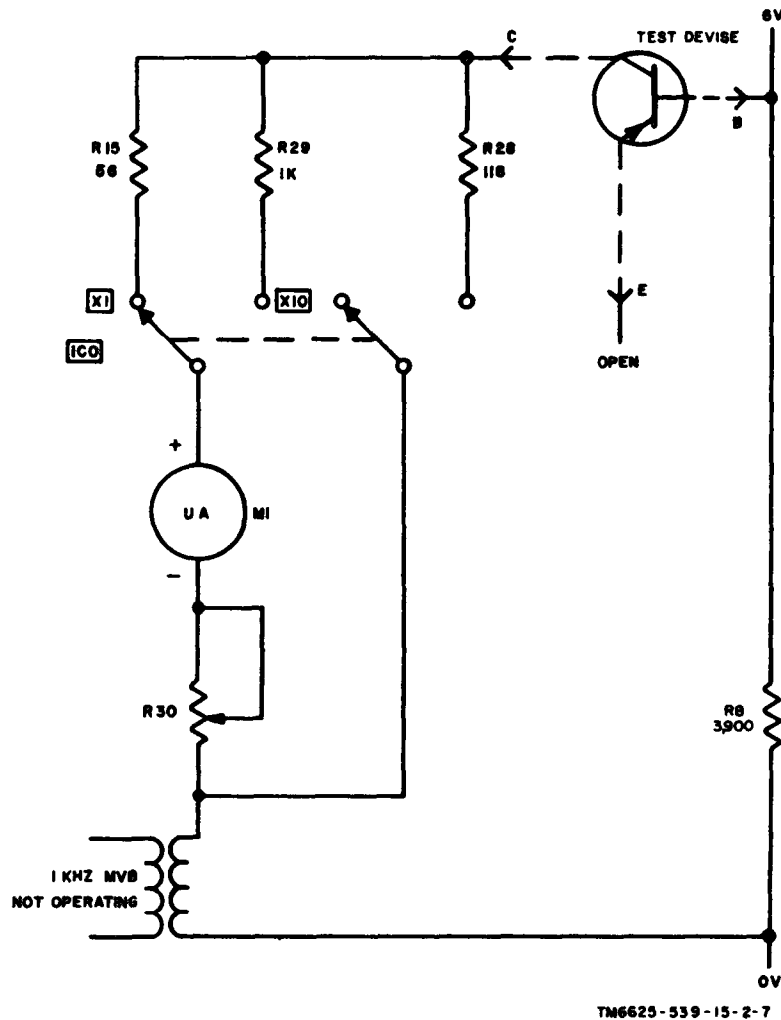 6V
TEST DEVISE
C
B
R15
56
R29
1K
R28
118
X1
X10
ICO
E
OPEN
+
UA
M1
-
R30
R8
3,900
1 KHZ MVB
NOT OPERATING
0V
TM6625-539-15-2-7